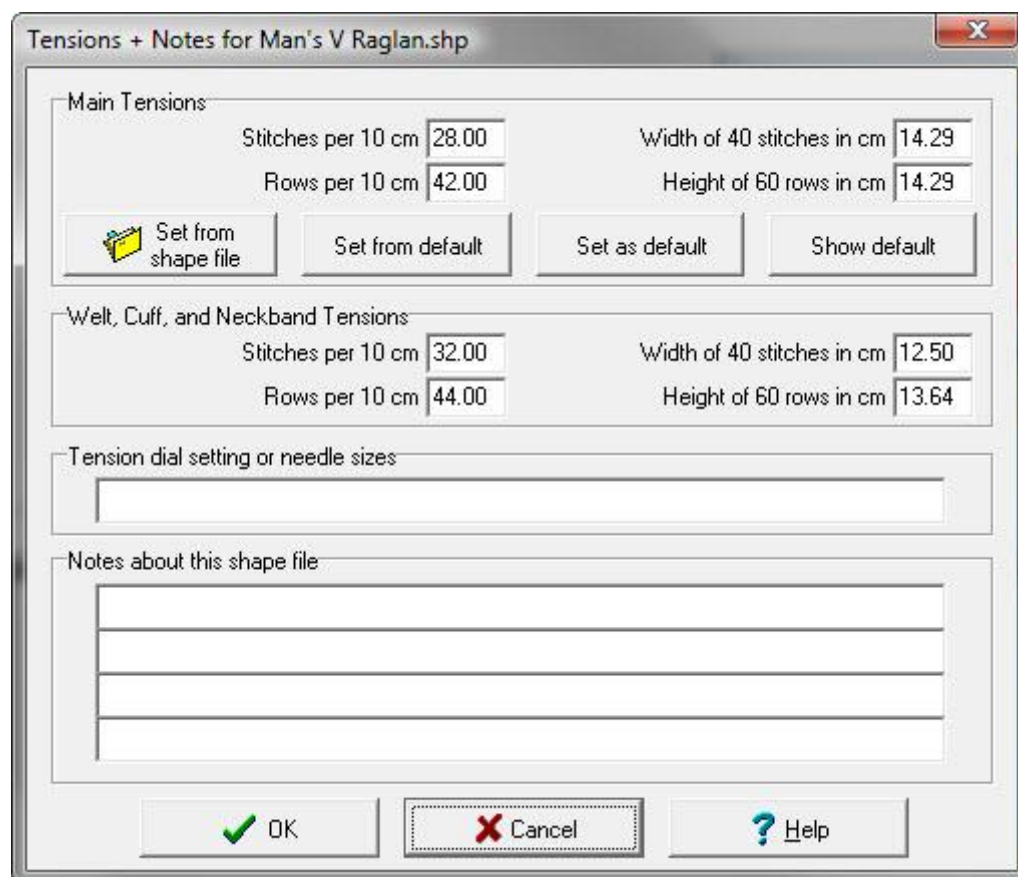 Tensions + Notes for Man's V Raglan.shp
Main Tensions
Stitches per 10 cm 28.00 Width of 40 stitches in cm 14.29
Rows per 10 cm 42.00 Height of 60 rows in cm 14.29
Set from
shape file
Set from default
Set as default
Show default
Welt, Cuff, and Neckband Tensions
Stitches per 10 cm 32.00 Width of 40 stitches in cm 12.50
Rows per 10 cm 44.00 Height of 60 rows in cm 13.64
Tension dial setting or needle sizes
Notes about this shape file
OK
Cancel
Help